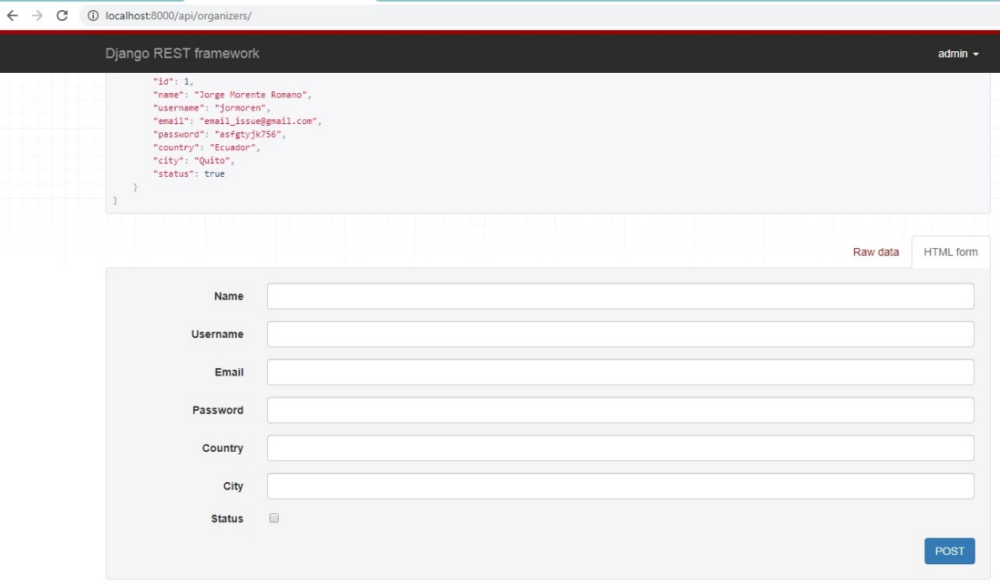 localhost:8000/api/organizers/
Django REST framework
admin
"id": 1,
"name": "Jorge Morente Romano",
"username": "jormoren",
"email": "email_issue@gmail.com",
"password": "asfgtyjk756",
"country": "Ecuador",
"city": "Quito",
"status": true
}
]
Raw data
HTML form
Name
Username
Email
Password
Country
City
Status
POST